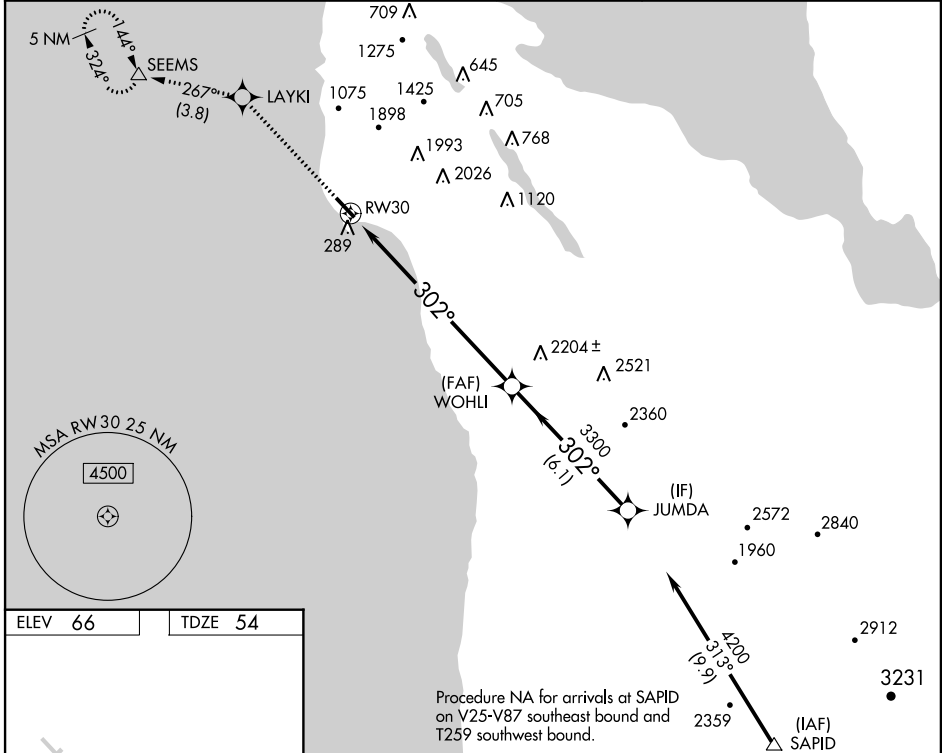 709
1275
5 NM
144°
324°
SEEMS
267°
(3.8)
LAYKI
645
1075
1425
705
1898
768
1993
2026
1120
RW30
289
302°
2204 ±
2521
(FAF)
WOHLI
2360
3300
302°
(6.1)
MSA RW30 25 NM
4500
(IF)
JUMDA
2572
2840
1960
ELEV 66
TDZE 54
2912
4200
313°
(9.9)
3231
Procedure NA for arrivals at SAPID
on V25-V87 southeast bound and
T259 southwest bound.
2359
(IAF)
SAPID